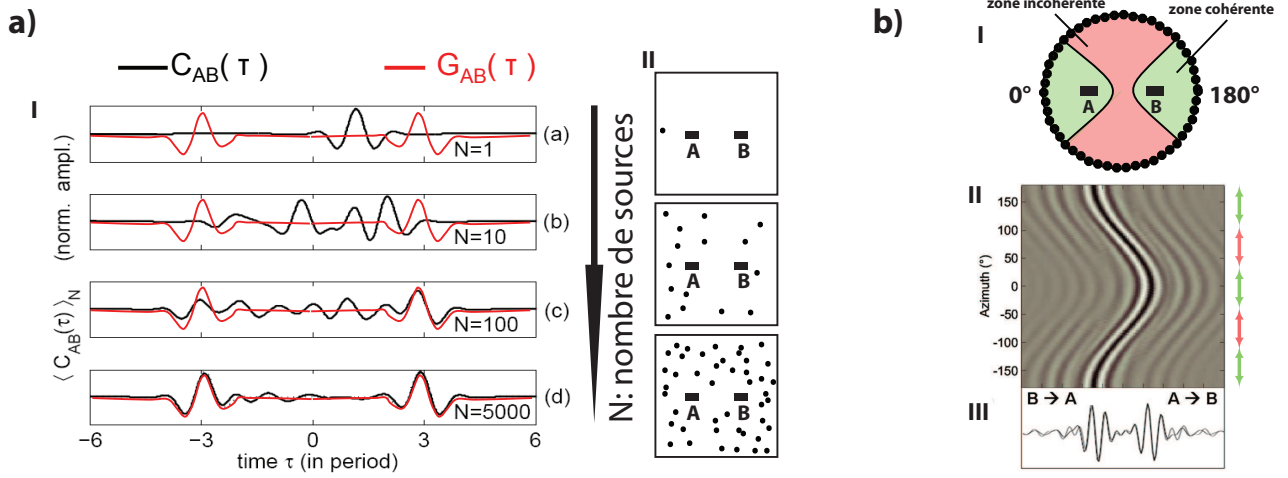 a)
C_AB(τ)
G_AB(τ)
I
⟨ C_AB(τ) ⟩_N (norm. ampl.)
N=1
(a)
N=10
(b)
N=100
(c)
N=5000
(d)
−6 −3 0 3 6
time τ (in period)
N: nombre de sources
II
A B
A B
A B
b)
zone incohérente
zone cohérente
I
0°
A
B
180°
II
Azimuth (°)
150
100
50
0
-50
-100
-150
III
B → A
A → B